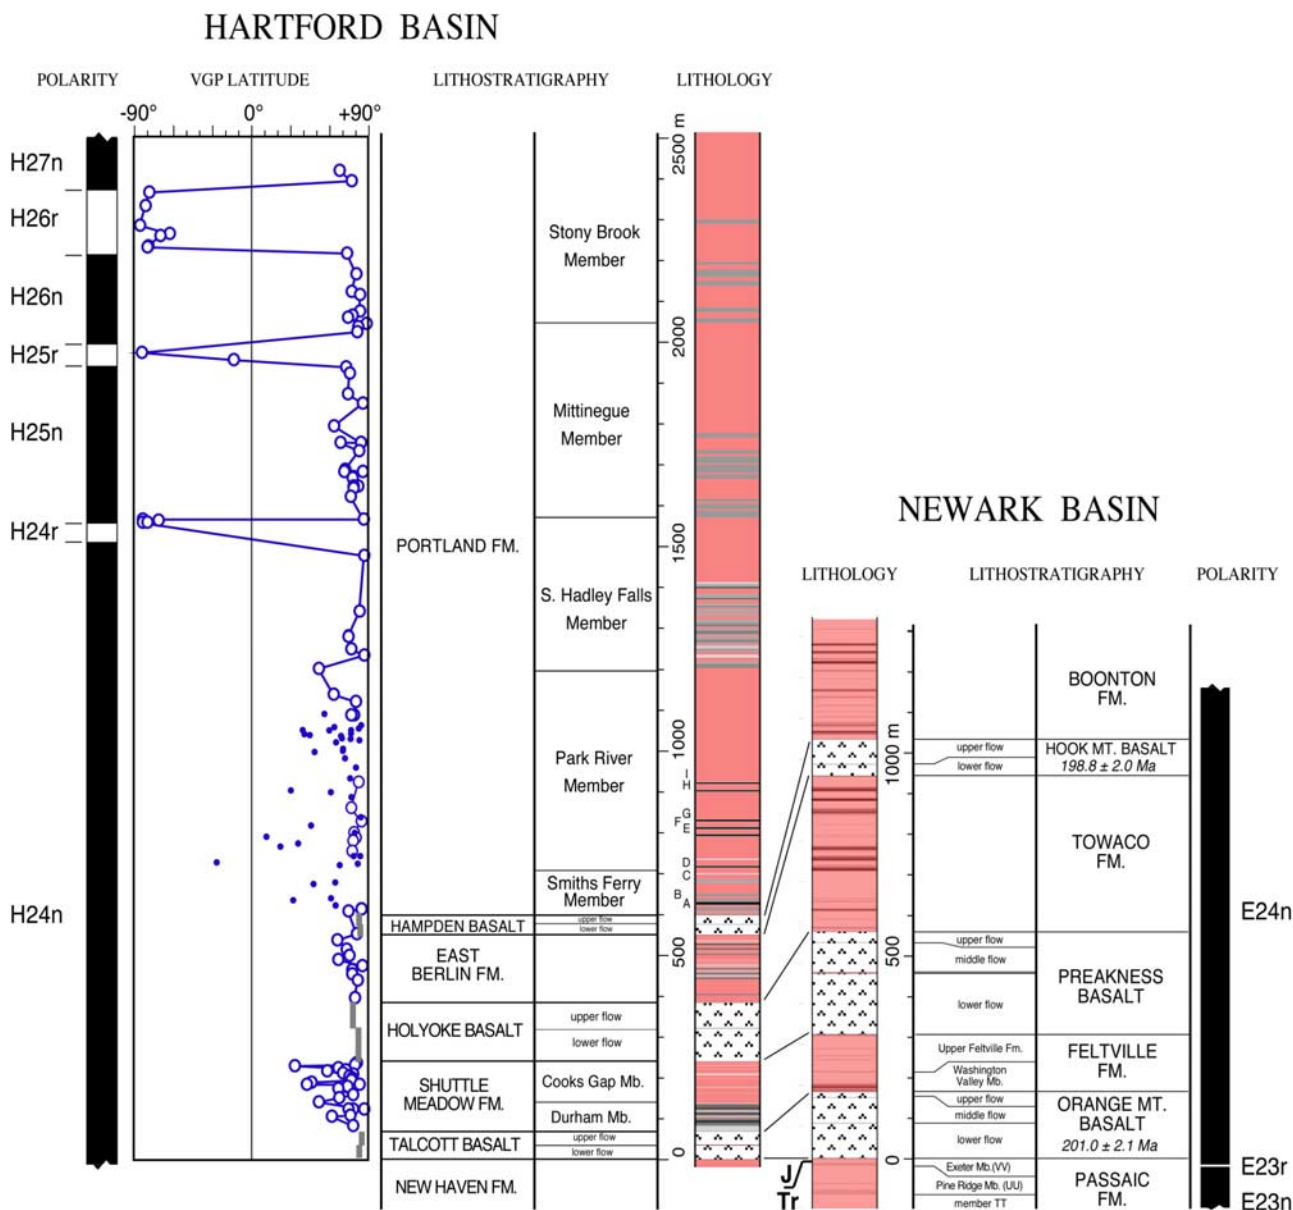 HARTFORD BASIN
POLARITY
VGP LATITUDE
LITHOSTRATIGRAPHY
LITHOLOGY
-90°
0°
+90°
H27n
H26r
H26n
H25r
H25n
H24r
H24n
PORTLAND FM.
HAMPDEN BASALT
EAST
BERLIN FM.
HOLYOKE BASALT
SHUTTLE
MEADOW FM.
TALCOTT BASALT
NEW HAVEN FM.
Stony Brook
Member
Mittinegue
Member
S. Hadley Falls
Member
Park River
Member
Smiths Ferry
Member
upper flow
lower flow
upper flow
lower flow
Cooks Gap Mb.
Durham Mb.
upper flow
lower flow
2500 m
2000
1500
1000
500
0
I
H
G
F
E
D
C
B
A
NEWARK BASIN
LITHOLOGY
LITHOSTRATIGRAPHY
POLARITY
J
Tr
1000 m
500
0
upper flow
lower flow
upper flow
middle flow
lower flow
Upper Feltville Fm.
Washington
Valley Mb.
upper flow
middle flow
lower flow
Exeter Mb.(VV)
Pine Ridge Mb. (UU)
member TT
BOONTON
FM.
HOOK MT. BASALT
198.8 ± 2.0 Ma
TOWACO
FM.
PREAKNESS
BASALT
FELTVILLE
FM.
ORANGE MT.
BASALT
201.0 ± 2.1 Ma
PASSAIC
FM.
E24n
E23r
E23n